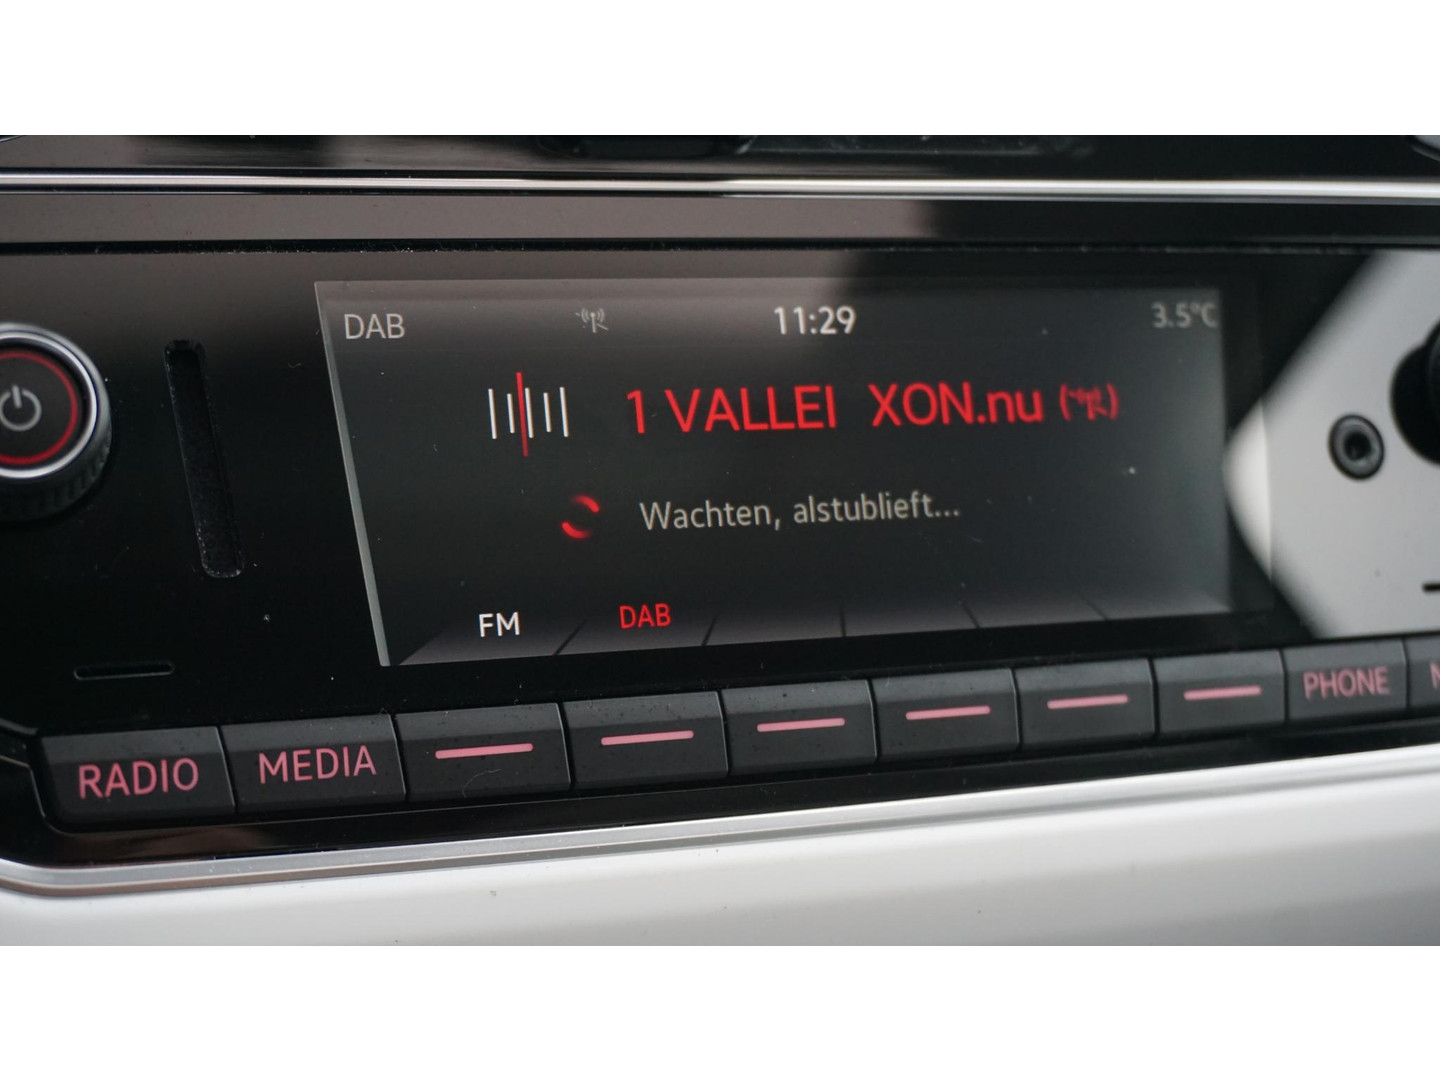 DAB 11:29 3.5°C
1 VALLEI XON.nu
Wachten, alstublieft...
FM DAB
RADIO MEDIA PHONE